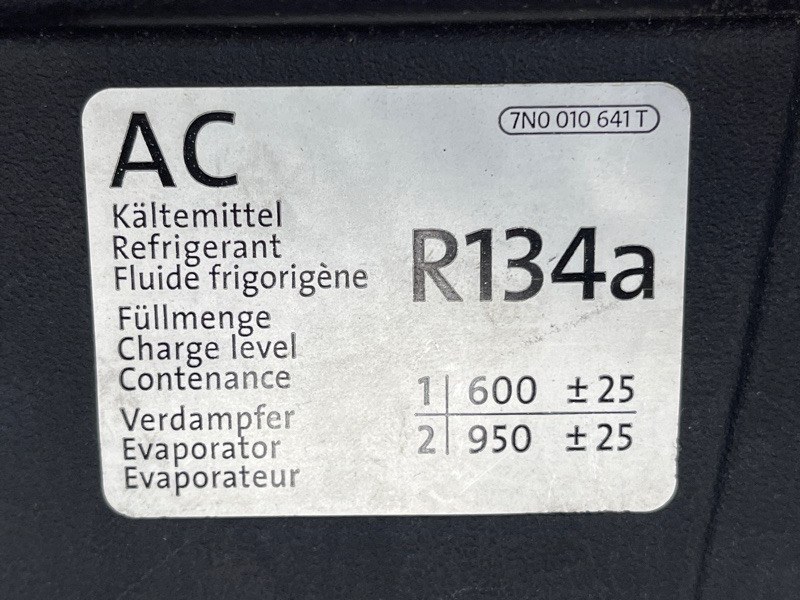 AC
7N0 010 641 T
Kältemittel
Refrigerant
Fluide frigorigène
R134a
Füllmenge
Charge level
Contenance
Verdampfer
Evaporator
Evaporateur
1 | 600 ± 25
2 | 950 ± 25